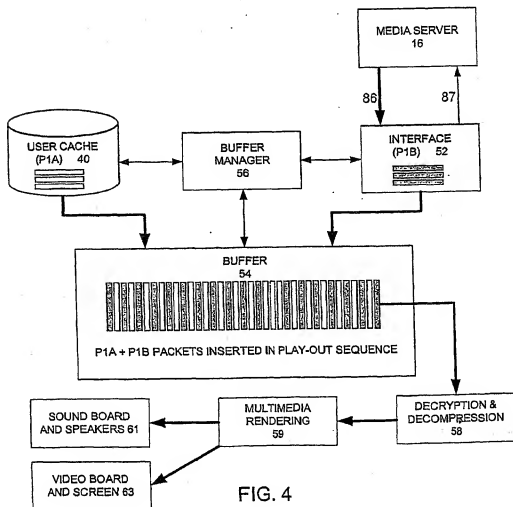 MEDIA SERVER
16
86
87
USER CACHE
(P1A) 40
BUFFER
MANAGER
56
INTERFACE
(P1B) 52
BUFFER
54
P1A + P1B PACKETS INSERTED IN PLAY-OUT SEQUENCE
SOUND BOARD
AND SPEAKERS 61
MULTIMEDIA
RENDERING
59
DECRYPTION &
DECOMPRESSION
58
VIDEO BOARD
AND SCREEN 63
FIG. 4